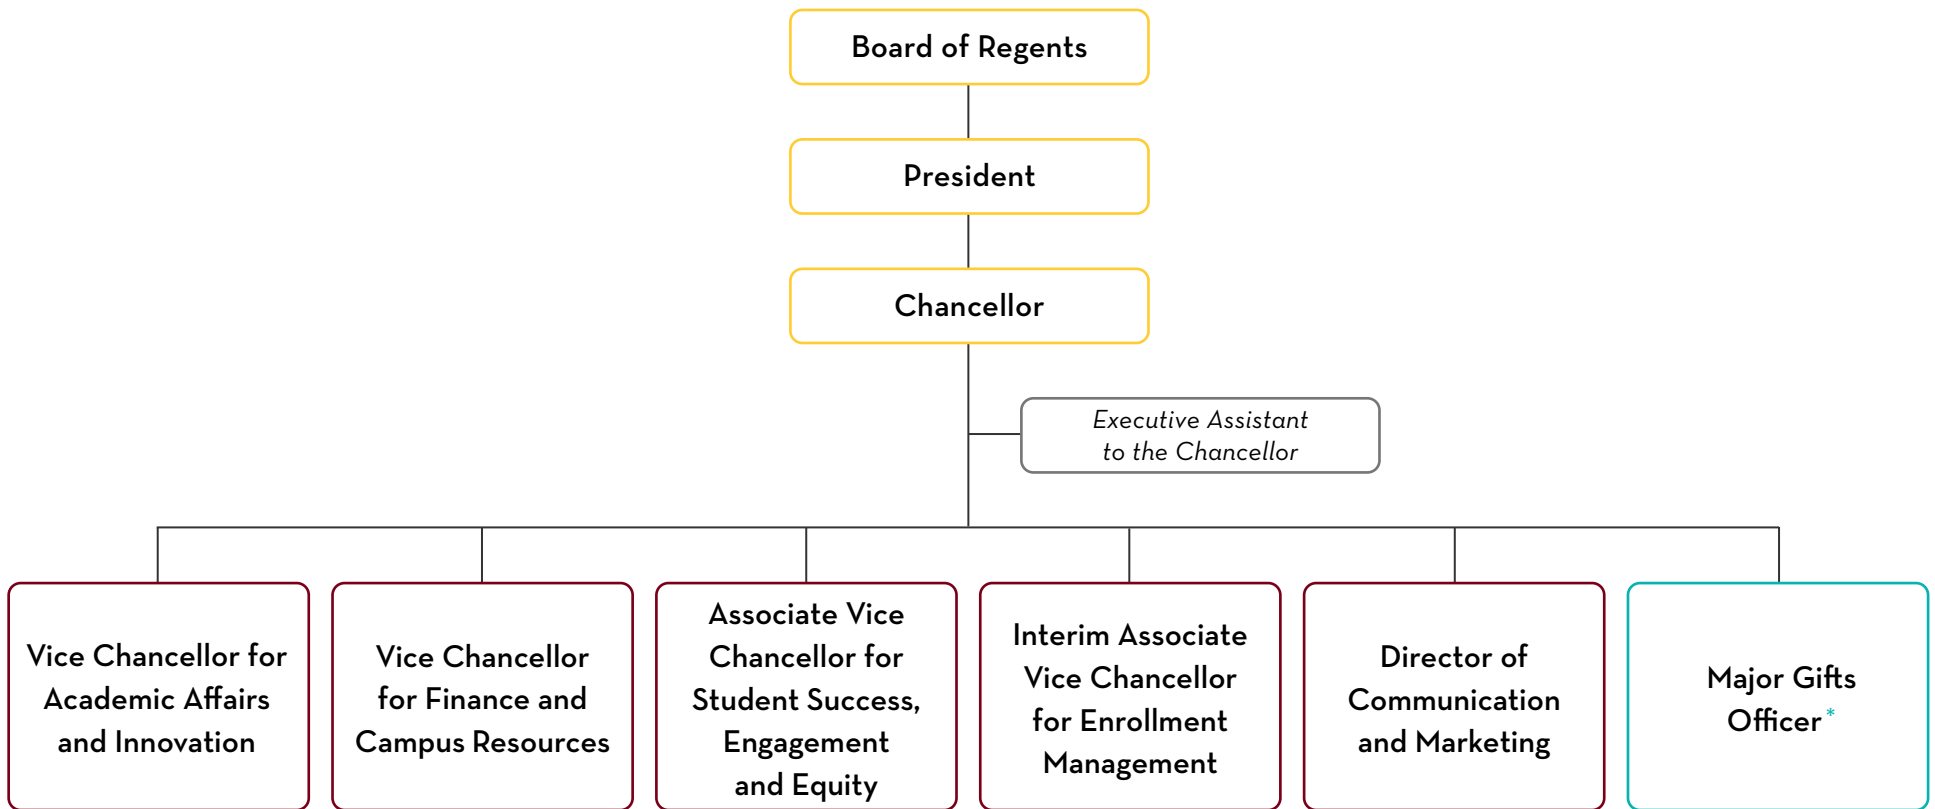 Board of Regents
President
Chancellor
Executive Assistant
to the Chancellor
Vice Chancellor for
Academic Affairs
and Innovation
Vice Chancellor
for Finance and
Campus Resources
Associate Vice
Chancellor for
Student Success,
Engagement
and Equity
Interim Associate
Vice Chancellor
for Enrollment
Management
Director of
Communication
and Marketing
Major Gifts
Officer*